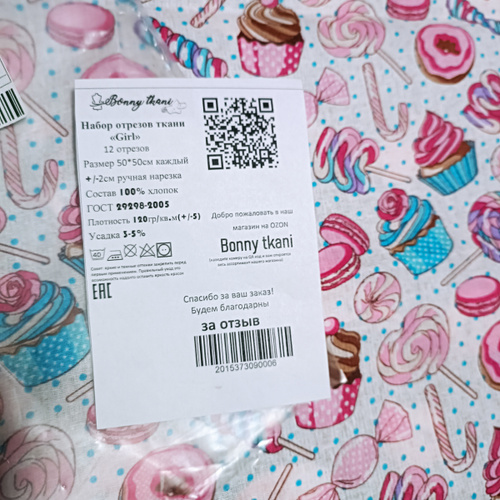 Bonny tkani
Набор отрезов ткани
«Girl»
12 отрезов
Размер 50*50см каждый
+/-2см ручная нарезка
Состав 100% хлопок
ГОСТ 29298-2005
Плотность 120гр/кв.м(+/-5)
Усадка 3-5%
40
ЕАС
Добро пожаловать в наш
магазин на OZON
Bonny tkani
Спасибо за ваш заказ!
Будем благодарны
за отзыв
2015373090006